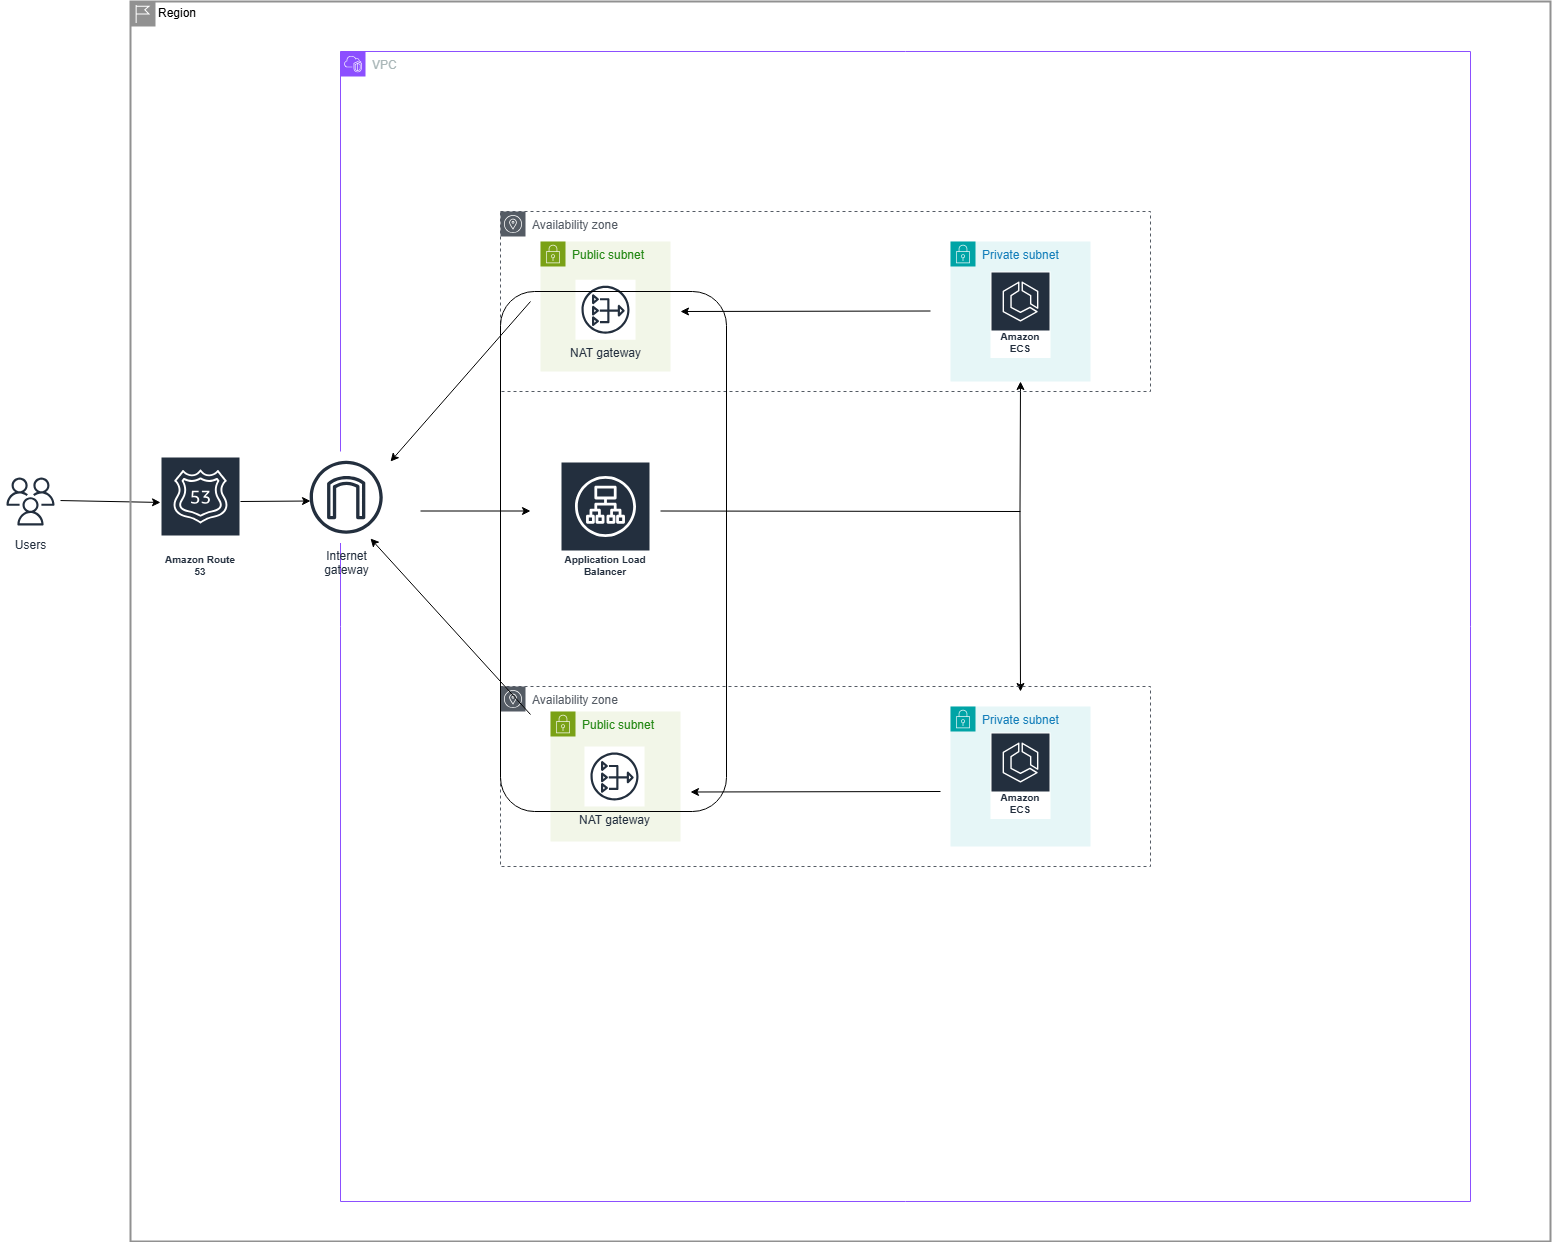 Region
VPC
Availability zone
Public subnet
Private subnet
NAT gateway
Amazon
ECS
53
Users
Amazon Route
53
Internet
gateway
Application Load
Balancer
Availability zone
Public subnet
Private subnet
NAT gateway
Amazon
ECS